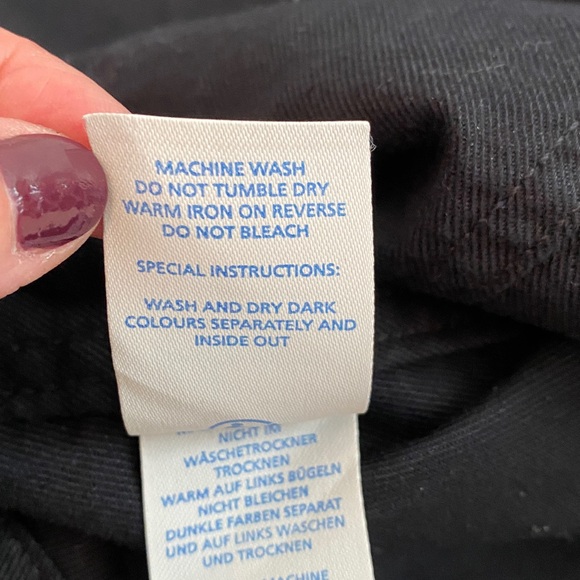 MACHINE WASH
DO NOT TUMBLE DRY
WARM IRON ON REVERSE
DO NOT BLEACH
SPECIAL INSTRUCTIONS:
WASH AND DRY DARK
COLOURS SEPARATELY AND
INSIDE OUT
NICHT IM
WÄSCHETROCKNER
TROCKNEN
WARM AUF LINKS BÜGELN
NICHT BLEICHEN
DUNKLE FARBEN SEPARAT
UND AUF LINKS WASCHEN
UND TROCKNEN
MACHINE